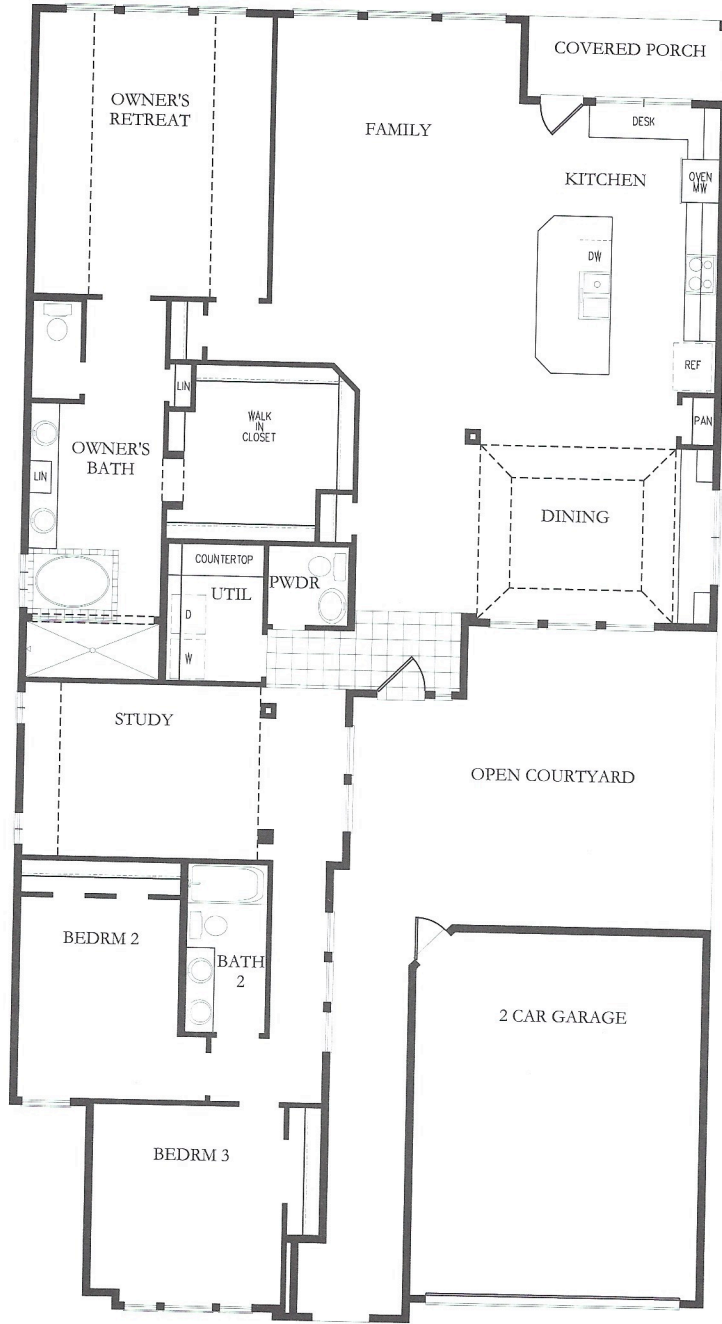 COVERED PORCH
OWNER'S
RETREAT
FAMILY
DESK
KITCHEN
OVEN
MW
DW
REF
LIN
WALK
IN
CLOSET
PAN
OWNER'S
BATH
LIN
DINING
COUNTERTOP
UTIL
PWDR
D
W
STUDY
OPEN COURTYARD
BEDRM 2
BATH
2
2 CAR GARAGE
BEDRM 3